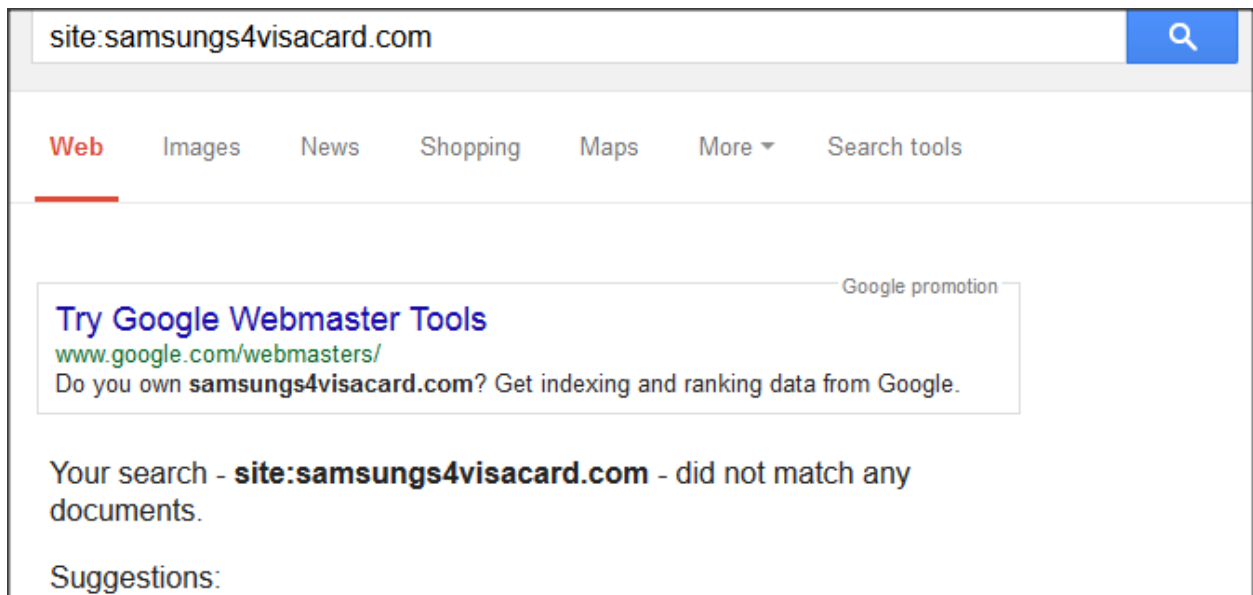 site:samsungs4visacard.com
Web Images News Shopping Maps More Search tools
Google promotion
Try Google Webmaster Tools
www.google.com/webmasters/
Do you own samsungs4visacard.com? Get indexing and ranking data from Google.
Your search - site:samsungs4visacard.com - did not match any
documents.
Suggestions: